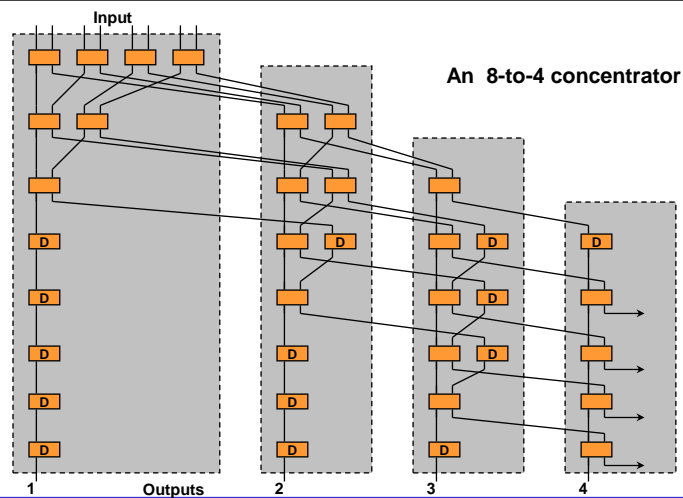 Input
An 8-to-4 concentrator
D D D D
D D
D D D
D D
D D D
1 Outputs 2 3 4